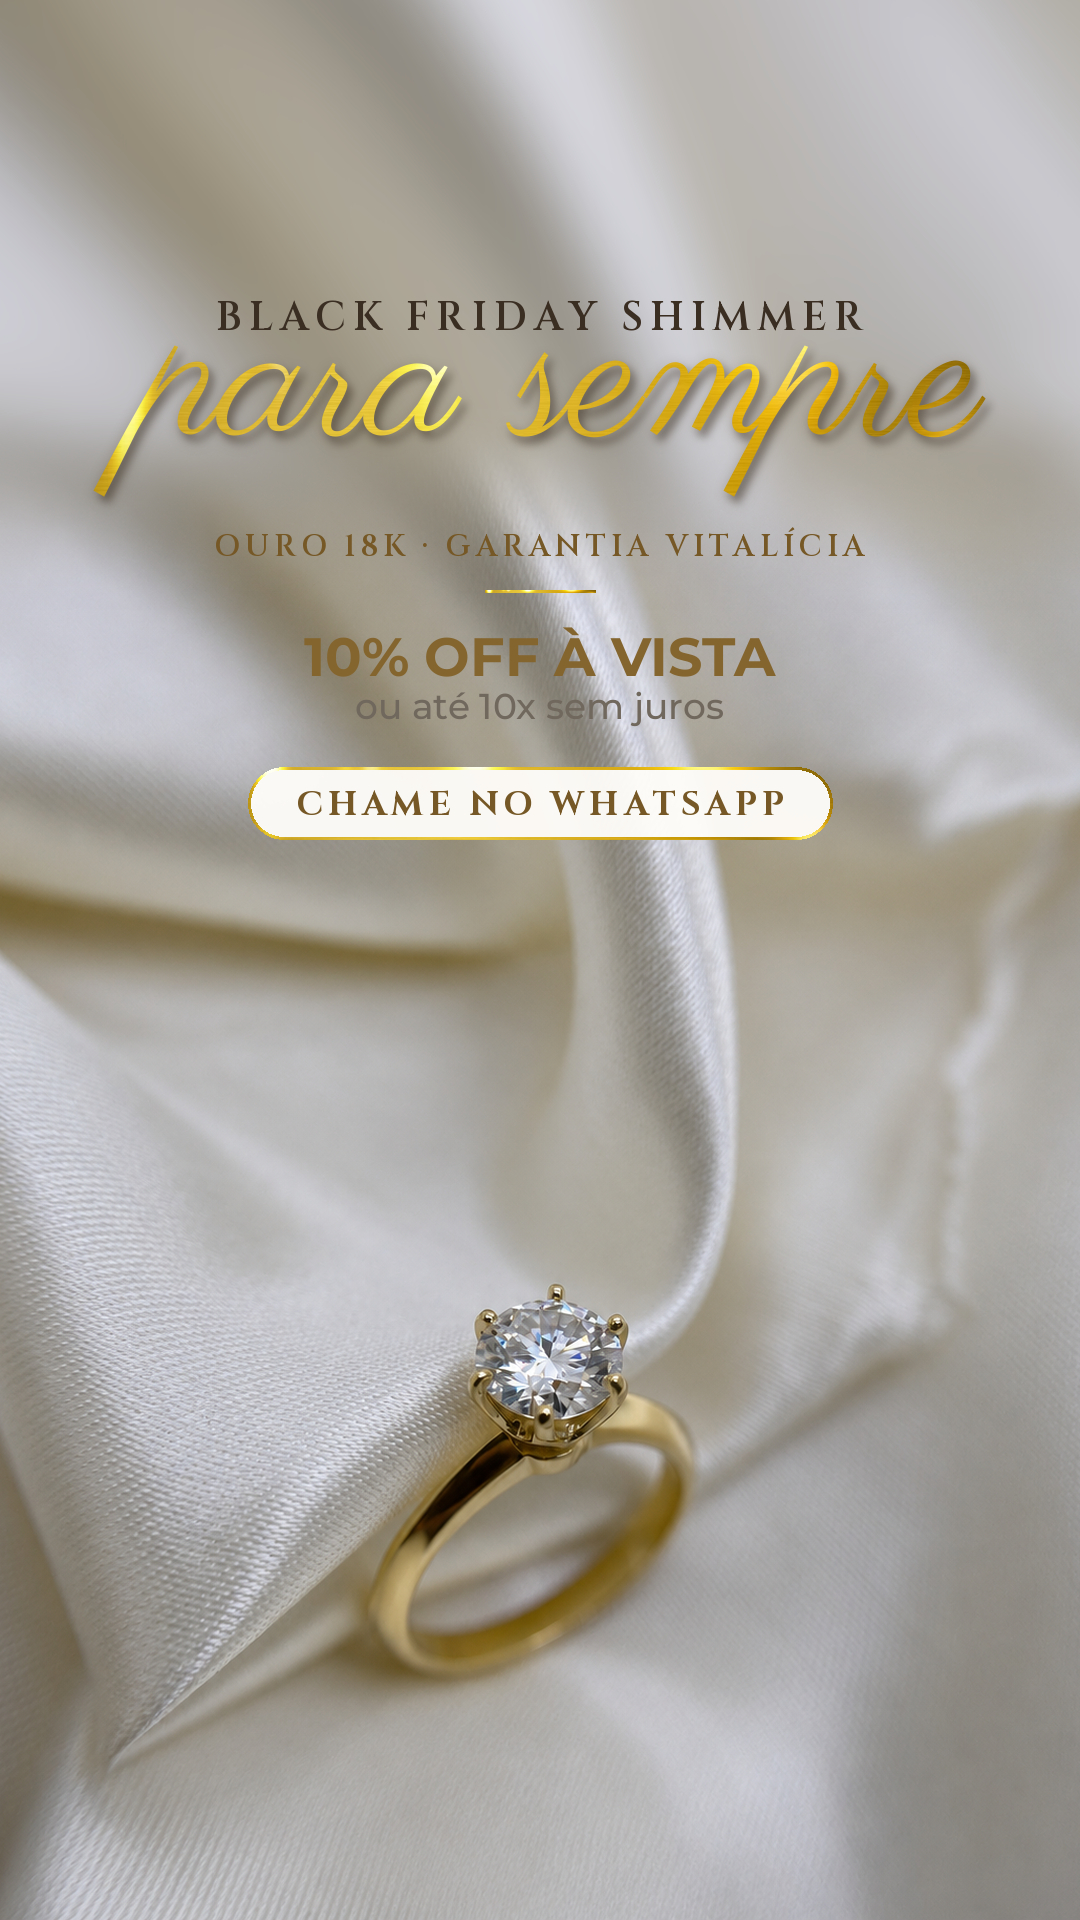 BLACK FRIDAY SHIMMER
para sempre
OURO 18K · GARANTIA VITALÍCIA
10% OFF À VISTA
ou até 10x sem juros
CHAME NO WHATSAPP